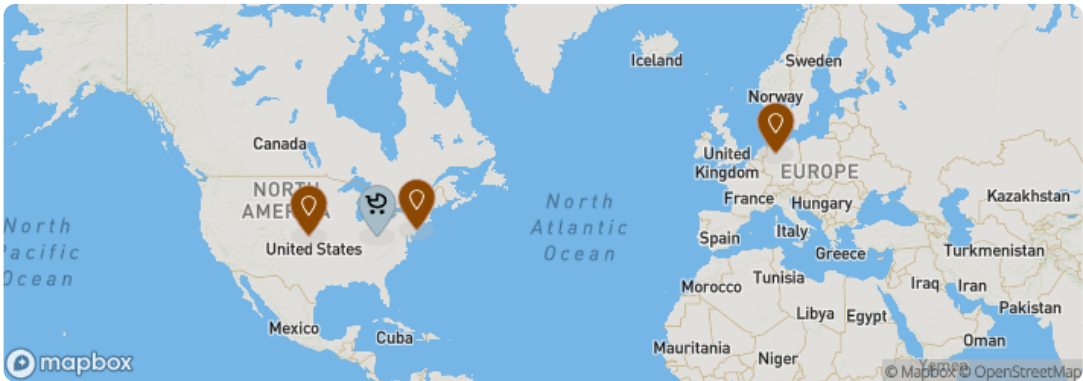 Iceland
Sweden
Norway
Canada
United
Kingdom
EUROPE
NORTH
AMERICA
France
Hungary
Kazakhstan
North
Pacific
Ocean
North
Atlantic
Ocean
United States
Spain
Italy
Greece
Turkmenistan
Morocco
Tunisia
Iraq
Iran
Libya
Egypt
Pakistan
Mexico
Cuba
Mauritania
Niger
Oman
Yemen
mapbox
© Mapbox © OpenStreetMap